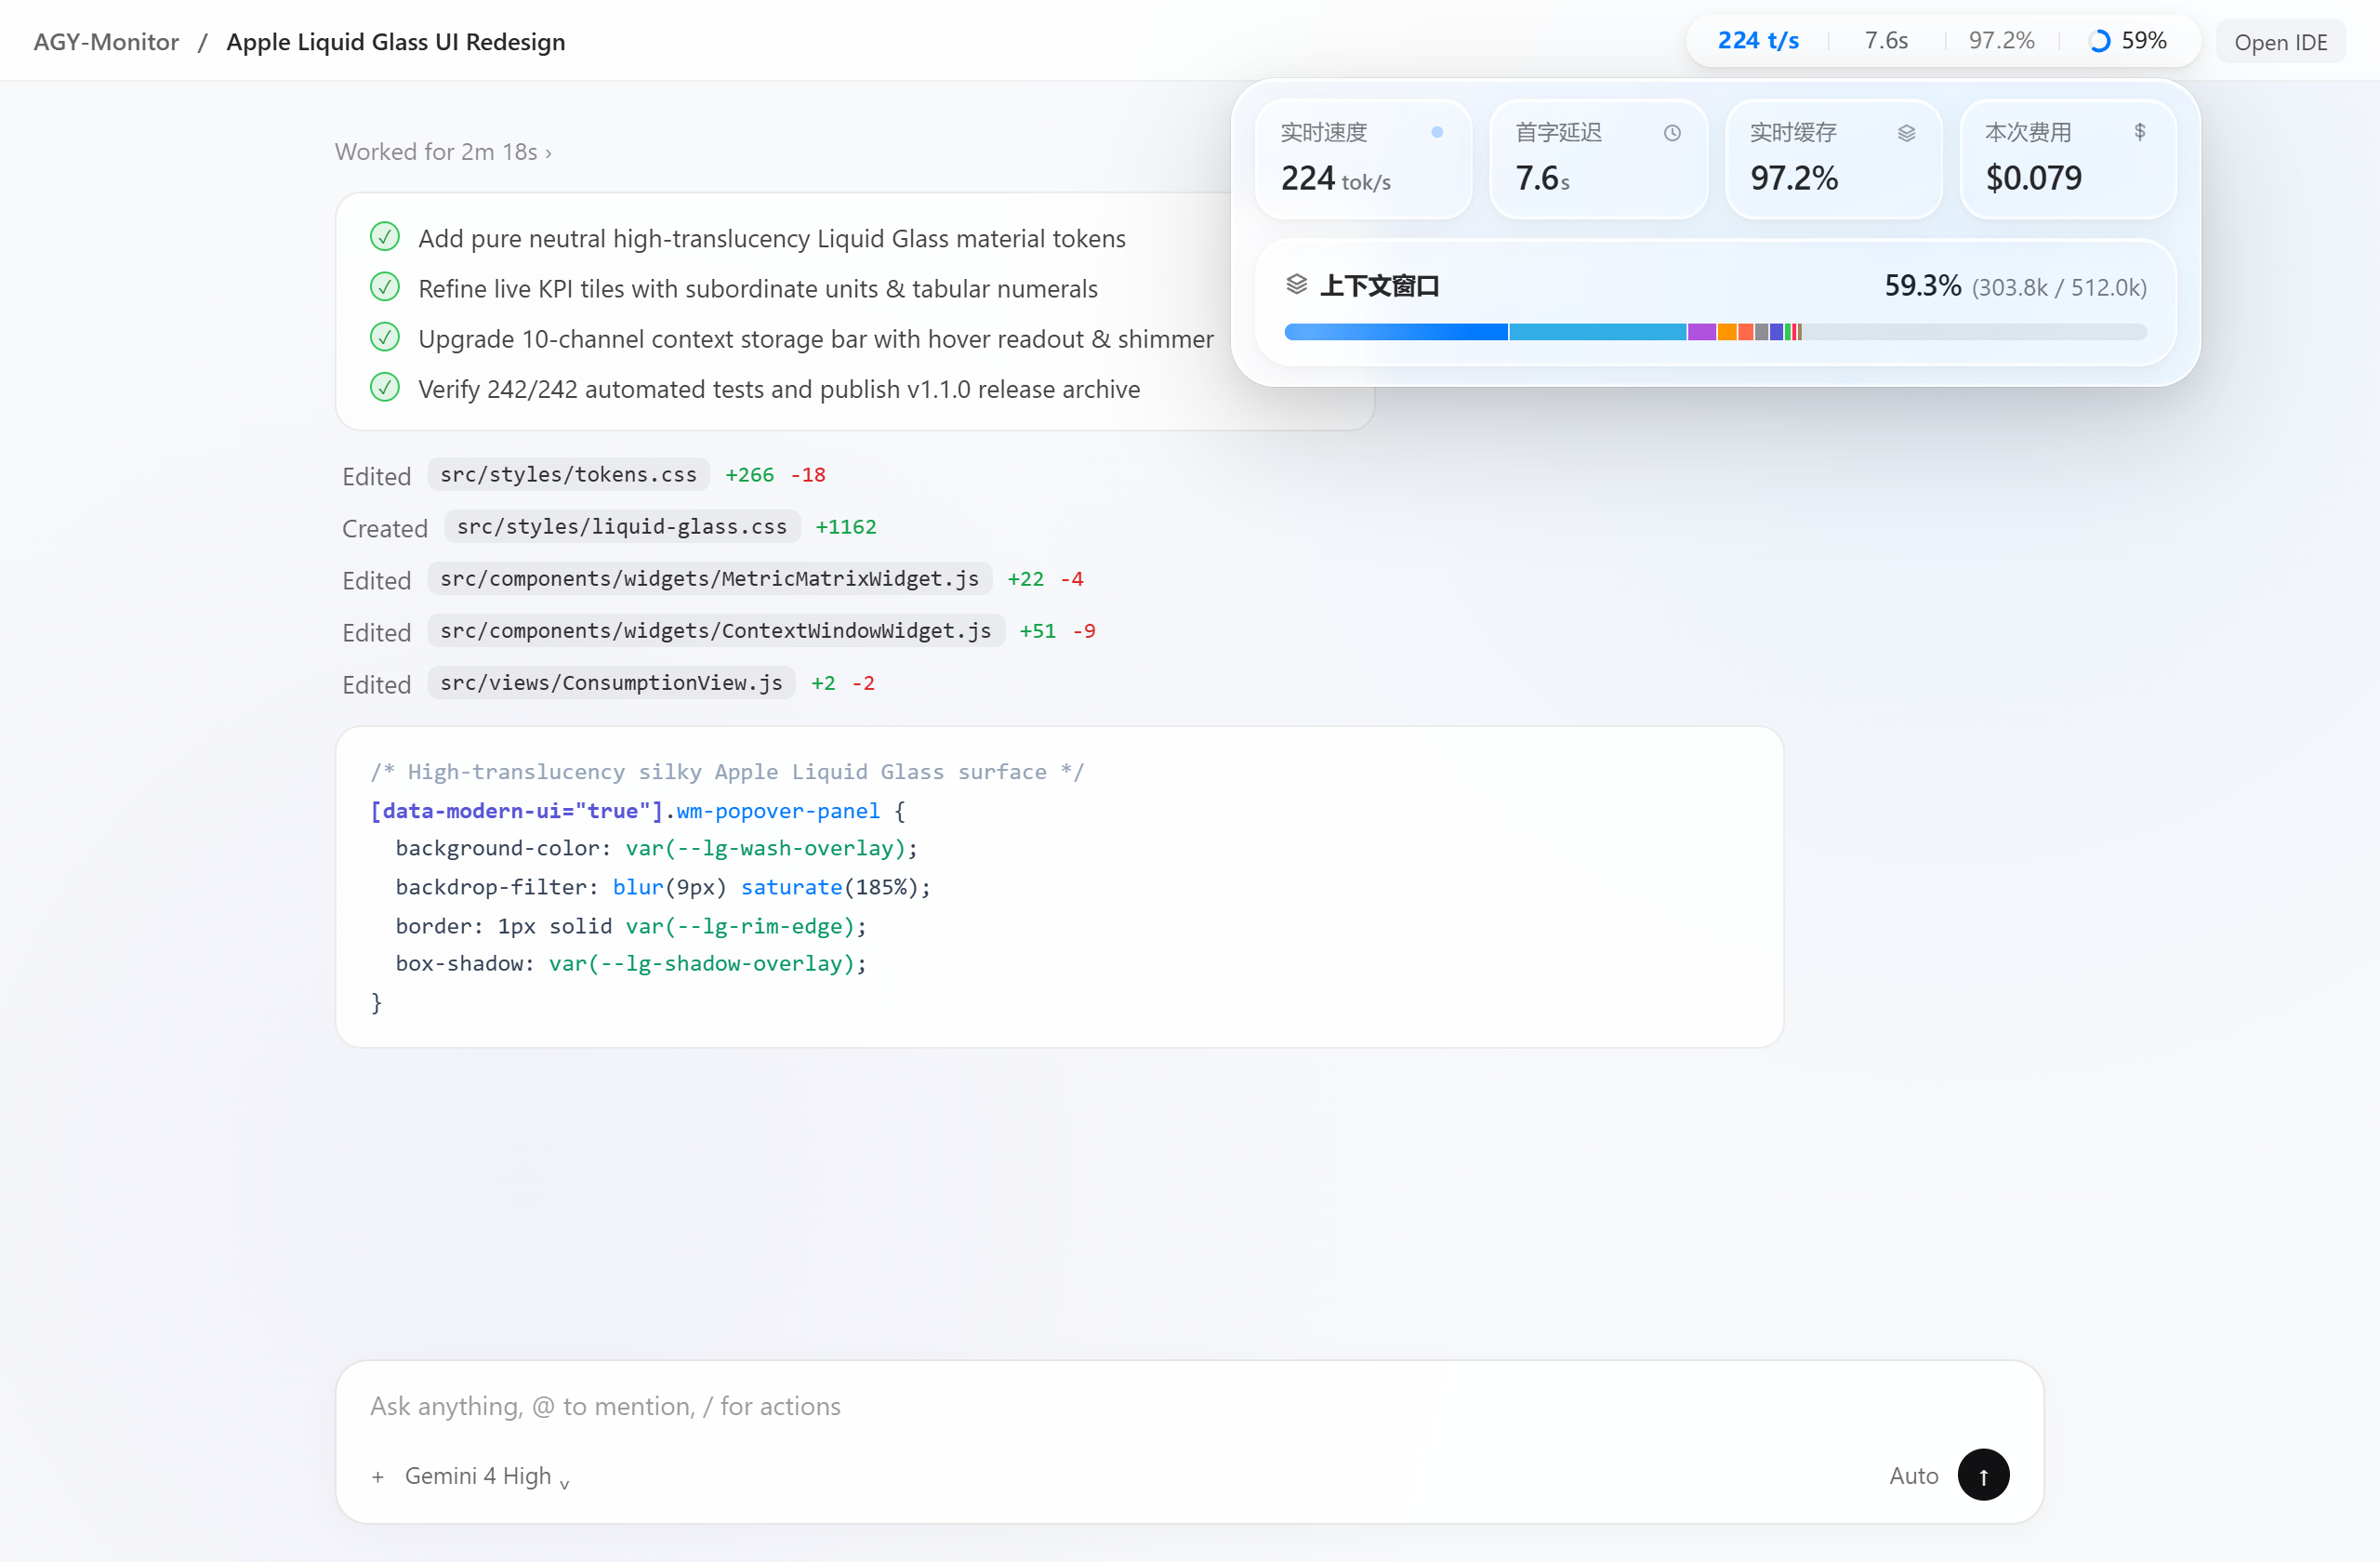 AGY-Monitor / Apple Liquid Glass UI Redesign
224 t/s 7.6s 97.2% 59% Open IDE
实时速度
224 tok/s
首字延迟
7.6s
实时缓存
97.2%
本次费用 $
$0.079
上下文窗口 59.3% (303.8k / 512.0k)
Worked for 2m 18s ›
✓ Add pure neutral high-translucency Liquid Glass material tokens
✓ Refine live KPI tiles with subordinate units & tabular numerals
✓ Upgrade 10-channel context storage bar with hover readout & shimmer
✓ Verify 242/242 automated tests and publish v1.1.0 release archive
Edited src/styles/tokens.css +266 -18
Created src/styles/liquid-glass.css +1162
Edited src/components/widgets/MetricMatrixWidget.js +22 -4
Edited src/components/widgets/ContextWindowWidget.js +51 -9
Edited src/views/ConsumptionView.js +2 -2
/* High-translucency silky Apple Liquid Glass surface */
[data-modern-ui="true"].wm-popover-panel {
  background-color: var(--lg-wash-overlay);
  backdrop-filter: blur(9px) saturate(185%);
  border: 1px solid var(--lg-rim-edge);
  box-shadow: var(--lg-shadow-overlay);
}
Ask anything, @ to mention, / for actions
+ Gemini 4 High v Auto ↑